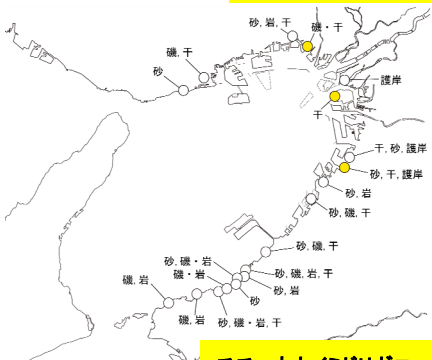 砂, 岩, 干
磯・干
磯, 干
砂
護岸
干
干, 砂, 護岸
砂, 干, 護岸
砂, 岩
砂, 磯, 干
砂, 磯, 干
砂, 磯・岩
砂, 磯, 岩, 干
磯・岩
砂, 岩
砂
磯, 岩
磯, 岩
砂, 磯・岩, 干